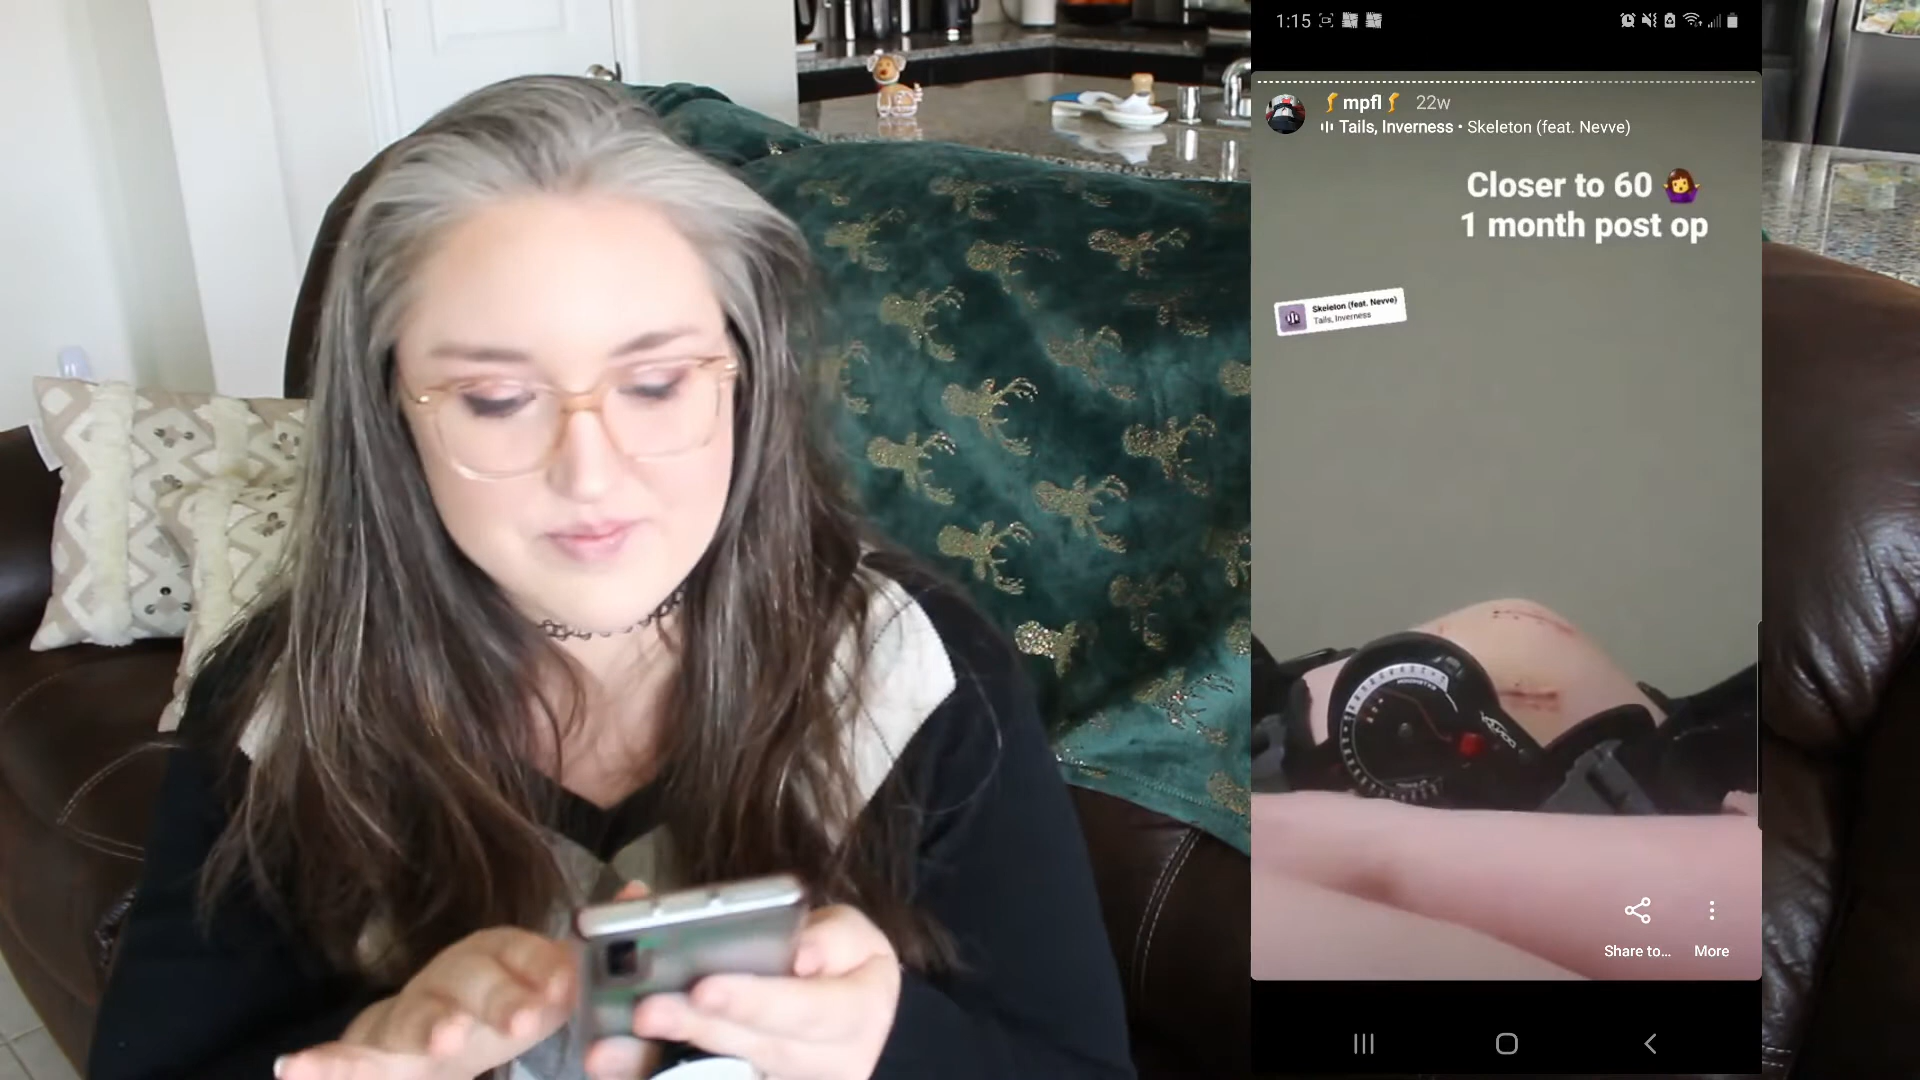 1:15
mpfl 22w
Tails, Inverness • Skeleton (feat. Nevve)
Closer to 60
1 month post op
Skeleton (feat. Nevve)
Tails, Inverness
Share to...
More